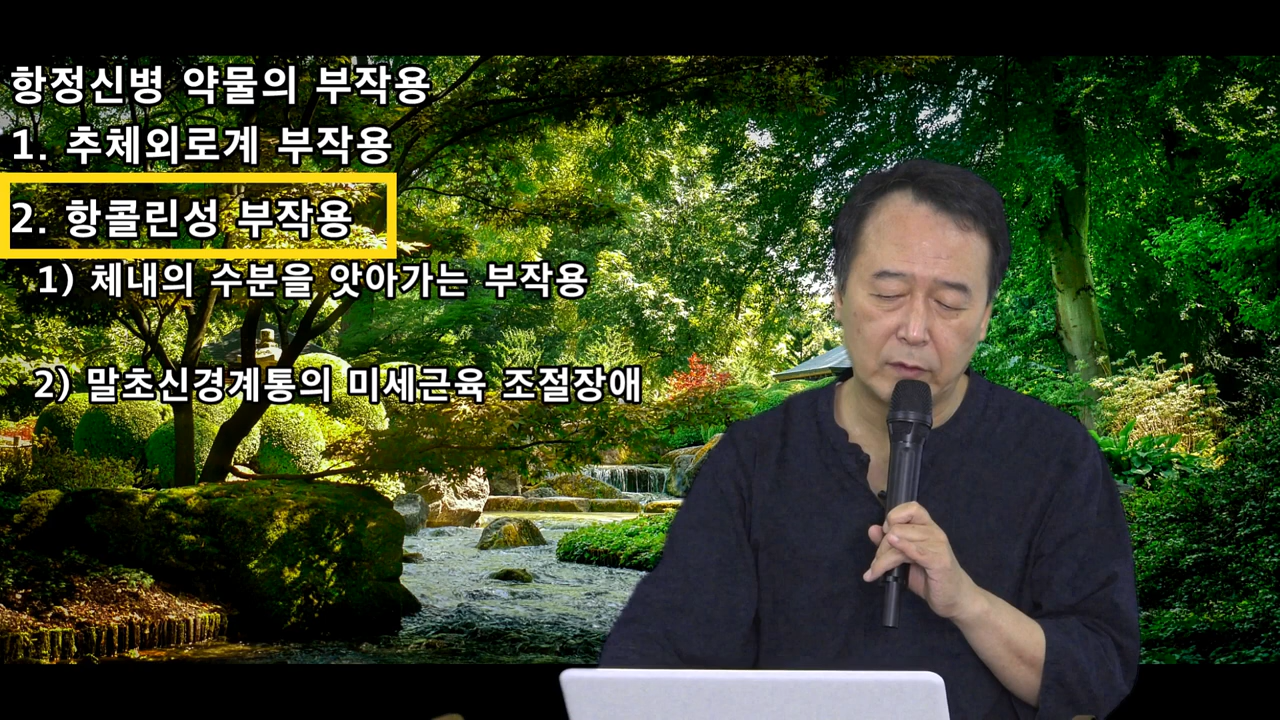 항정신병 약물의 부작용
1. 추체외로계 부작용
2. 항콜린성 부작용
1) 체내의 수분을 앗아가는 부작용
2) 말초신경계통의 미세근육 조절장애